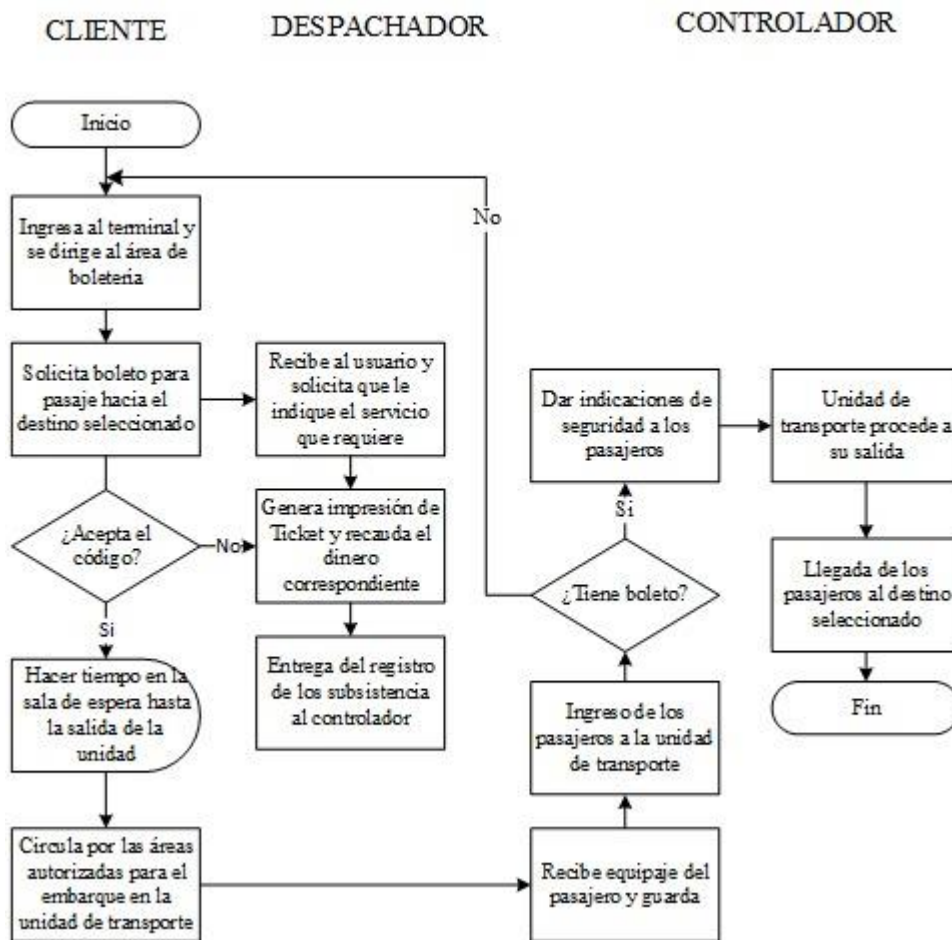 CLIENTE
DESPACHADOR
CONTROLADOR
Inicio
Ingresa al terminal y
se dirige al área de
boletería
Solicita boleto para
pasaje hacia el
destino seleccionado
¿Acepta el
código?
No
Si
Hacer tiempo en la
sala de espera hasta
la salida de la
unidad
Circula por las áreas
autorizadas para el
embarque en la
unidad de transporte
Recibe al usuario y
solicita que le
indique el servicio
que requiere
Genera impresión de
Ticket y recauda el
dinero
correspondiente
Entrega del registro
de los subsistencia
al controlador
No
Dar indicaciones de
seguridad a los
pasajeros
Si
¿Tiene boleto?
Ingreso de los
pasajeros a la unidad
de transporte
Recibe equipaje del
pasajero y guarda
Unidad de
transporte procede a
su salida
Llegada de los
pasajeros al destino
seleccionado
Fin